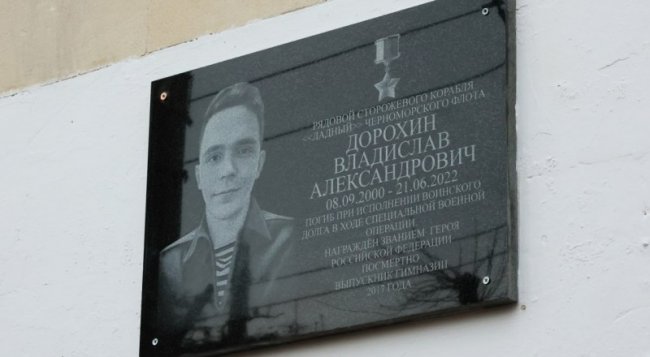 РЯДОВОЙ СТОРОЖЕВОГО КОРАБЛЯ
<<ЛАДНЫЙ>> ЧЕРНОМОРСКОГО ФЛОТА
ДОРОХИН
ВЛАДИСЛАВ
АЛЕКСАНДРОВИЧ
08.09.2000 - 21.06.2022
ПОГИБ ПРИ ИСПОЛНЕНИИ ВОИНСКОГО
ДОЛГА В ХОДЕ СПЕЦИАЛЬНОЙ ВОЕННОЙ
ОПЕРАЦИИ
НАГРАЖДЁН ЗВАНИЕМ ГЕРОЯ
РОССИЙСКОЙ ФЕДЕРАЦИИ
ПОСМЕРТНО
ВЫПУСКНИК ГИМНАЗИИ
2017 ГОДА